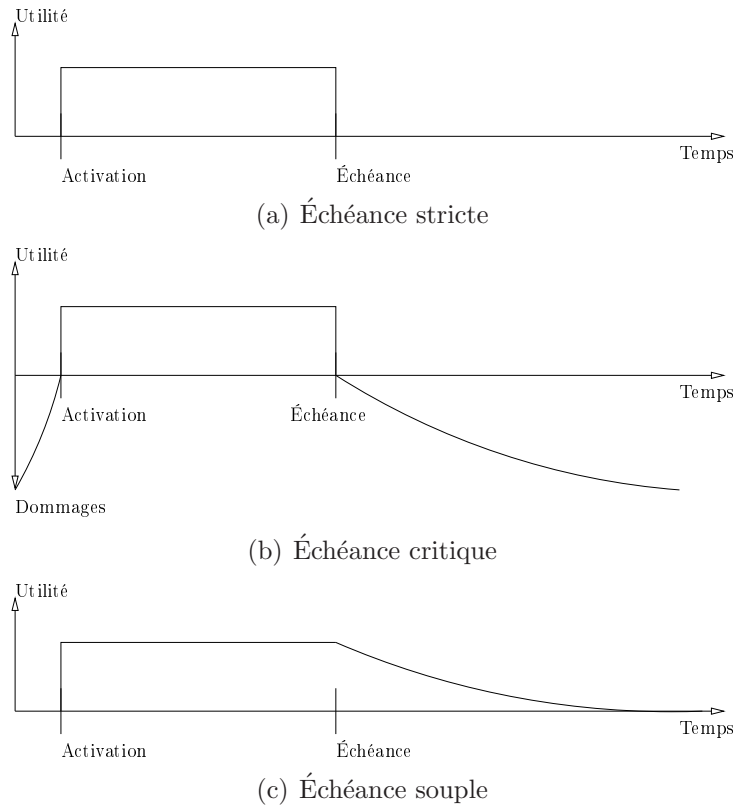 Utilité
Temps
Activation
Échéance
(a) Échéance stricte
Utilité
Temps
Activation
Échéance
Dommages
(b) Échéance critique
Utilité
Temps
Activation
Échéance
(c) Échéance souple